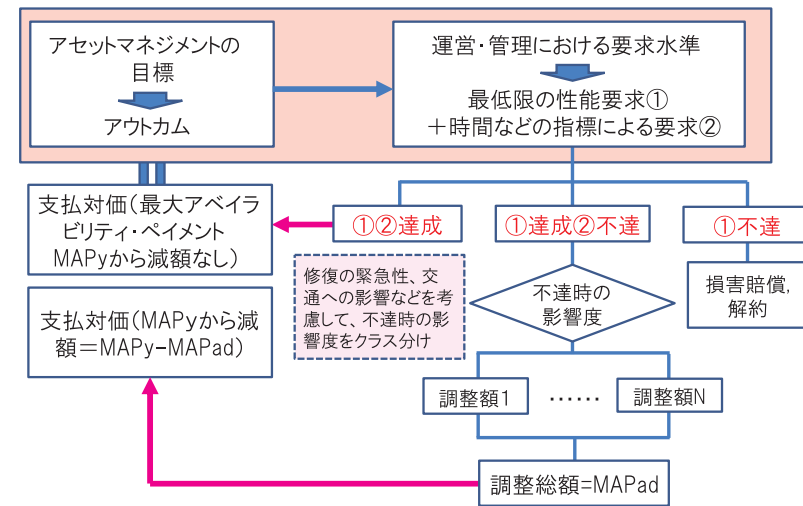 アセットマネジメントの
目標
アウトカム
運営・管理における要求水準
最低限の性能要求①
＋時間などの指標による要求②
支払対価（最大アベイラ
ビリティ・ペイメント
MAPyから減額なし）
①②達成
①達成②不達
①不達
修復の緊急性、交
通への影響などを考
慮して、不達時の影
響度をクラス分け
不達時の
影響度
損害賠償，
解約
支払対価（MAPyから減
額＝MAPy−MAPad）
調整額1
……
調整額N
調整総額=MAPad